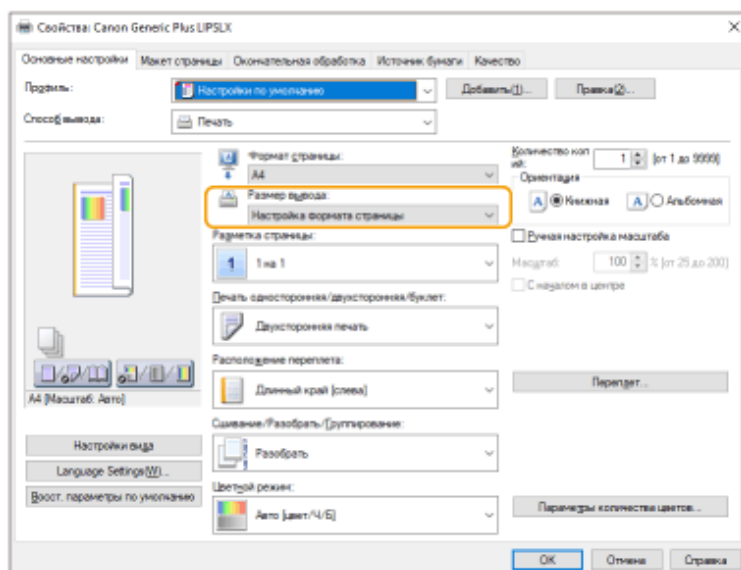 Свойства: Canon Generic Plus LIPSLX
Основные настройки Макет страницы Окончательная обработка Источник бумаги Качество
Профиль: Настройки по умолчанию Добавить(1)... Правка(2)...
Способ вывода: Печать
Формат страницы:
A4
Количество копий: 1 [от 1 до 9999]
Размер вывода:
Настройка формата страницы
Ориентация
A Книжная A Альбомная
Разметка страницы:
1 1 на 1
Ручная настройка масштаба
Масштаб: 100 % [от 25 до 200]
С началом в центре
Печать односторонняя/двухсторонняя/буклет:
Двухсторонняя печать
Расположение переплета:
Длинный край [слева]
Переплет...
A4 [Масштаб: Авто]
Сшивание/Разобрать/Группирование:
Разобрать
Настройки вида
Language Settings(W)...
Восст. параметры по умолчанию
Цветной режим:
Авто [цвет/Ч/Б]
Параметры количества цветов...
OK Отмена Справка